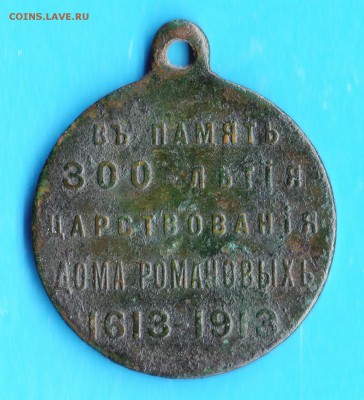 COINS.LAVE.RU
ВЪ ПАМЯТЬ
300-ЛѢТІЯ
ЦАРСТВОВАНІЯ
ДОМА РОМАНОВЫХЪ
1613-1913